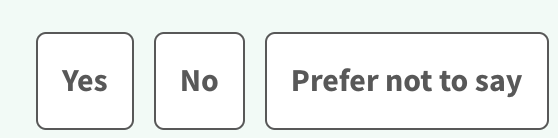 Yes No Prefer not to say